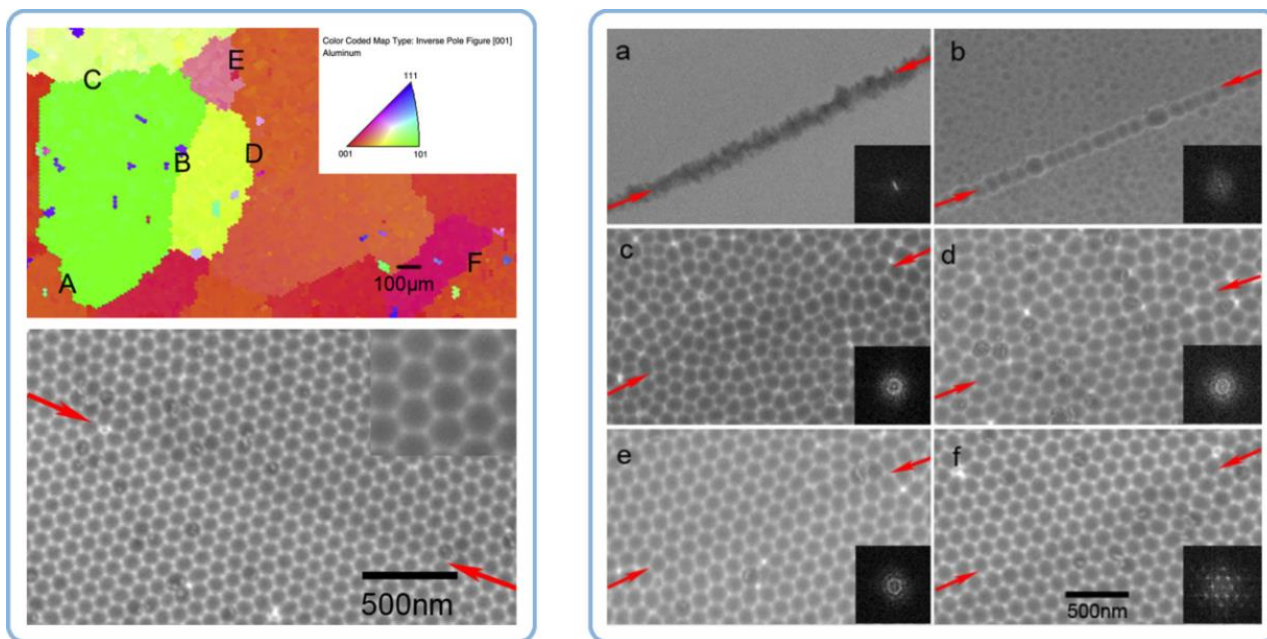 Color Coded Map Type: Inverse Pole Figure [001]
Aluminum
111
001
101
A
B
C
D
E
F
100μm
500nm
a
b
c
d
e
f
500nm